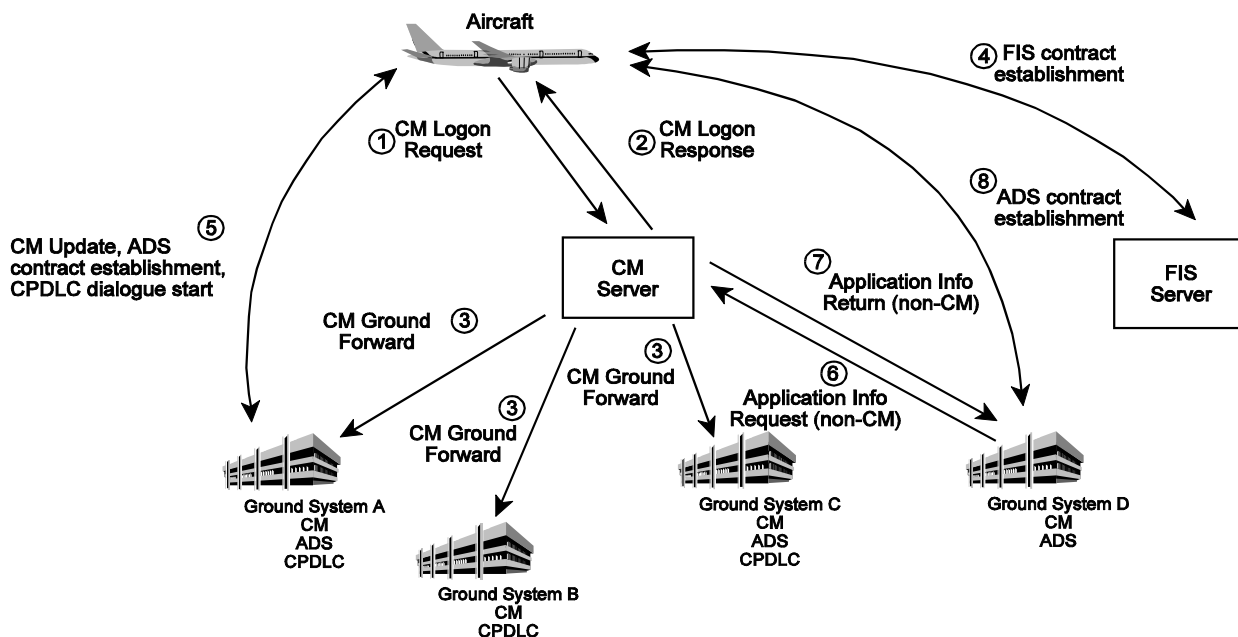 Aircraft
④ FIS contract
establishment
① CM Logon
Request
② CM Logon
Response
⑧ ADS contract
establishment
⑤
CM Update, ADS
contract establishment,
CPDLC dialogue start
CM
Server
FIS
Server
⑦
Application Info
Return (non-CM)
CM Ground ③
Forward
③
CM Ground
Forward
③
CM Ground
Forward
⑥
Application Info
Request (non-CM)
Ground System A
CM
ADS
CPDLC
Ground System B
CM
CPDLC
Ground System C
CM
ADS
CPDLC
Ground System D
CM
ADS